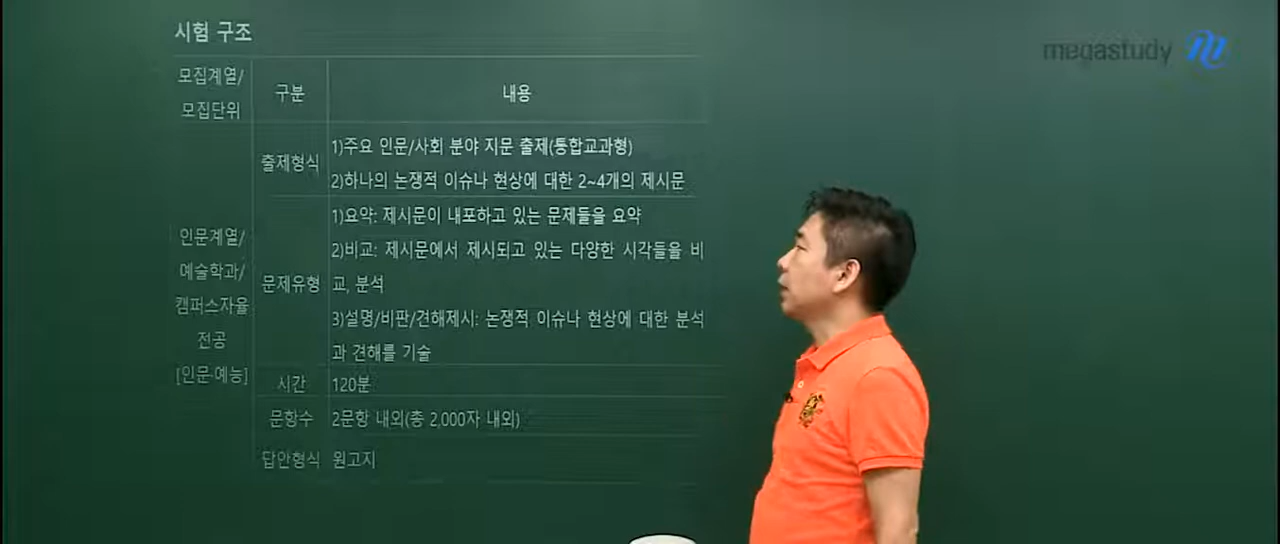 시험 구조
megastudy
모집계열/
모집단위
구분
내용
출제형식
1)주요 인문/사회 분야 지문 출제(통합교과형)
2)하나의 논쟁적 이슈나 현상에 대한 2~4개의 제시문
인문계열/
예술학과/
캠퍼스자율
전공
[인문·예능]
문제유형
1)요약: 제시문이 내포하고 있는 문제들을 요약
2)비교: 제시문에서 제시되고 있는 다양한 시각들을 비
교, 분석
3)설명/비판/견해제시: 논쟁적 이슈나 현상에 대한 분석
과 견해를 기술
시간
120분
문항수
2문항 내외(총 2,000자 내외)
답안형식
원고지